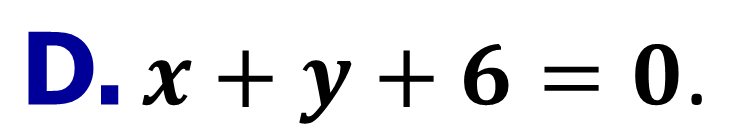 D. x + y + 6 = 0.